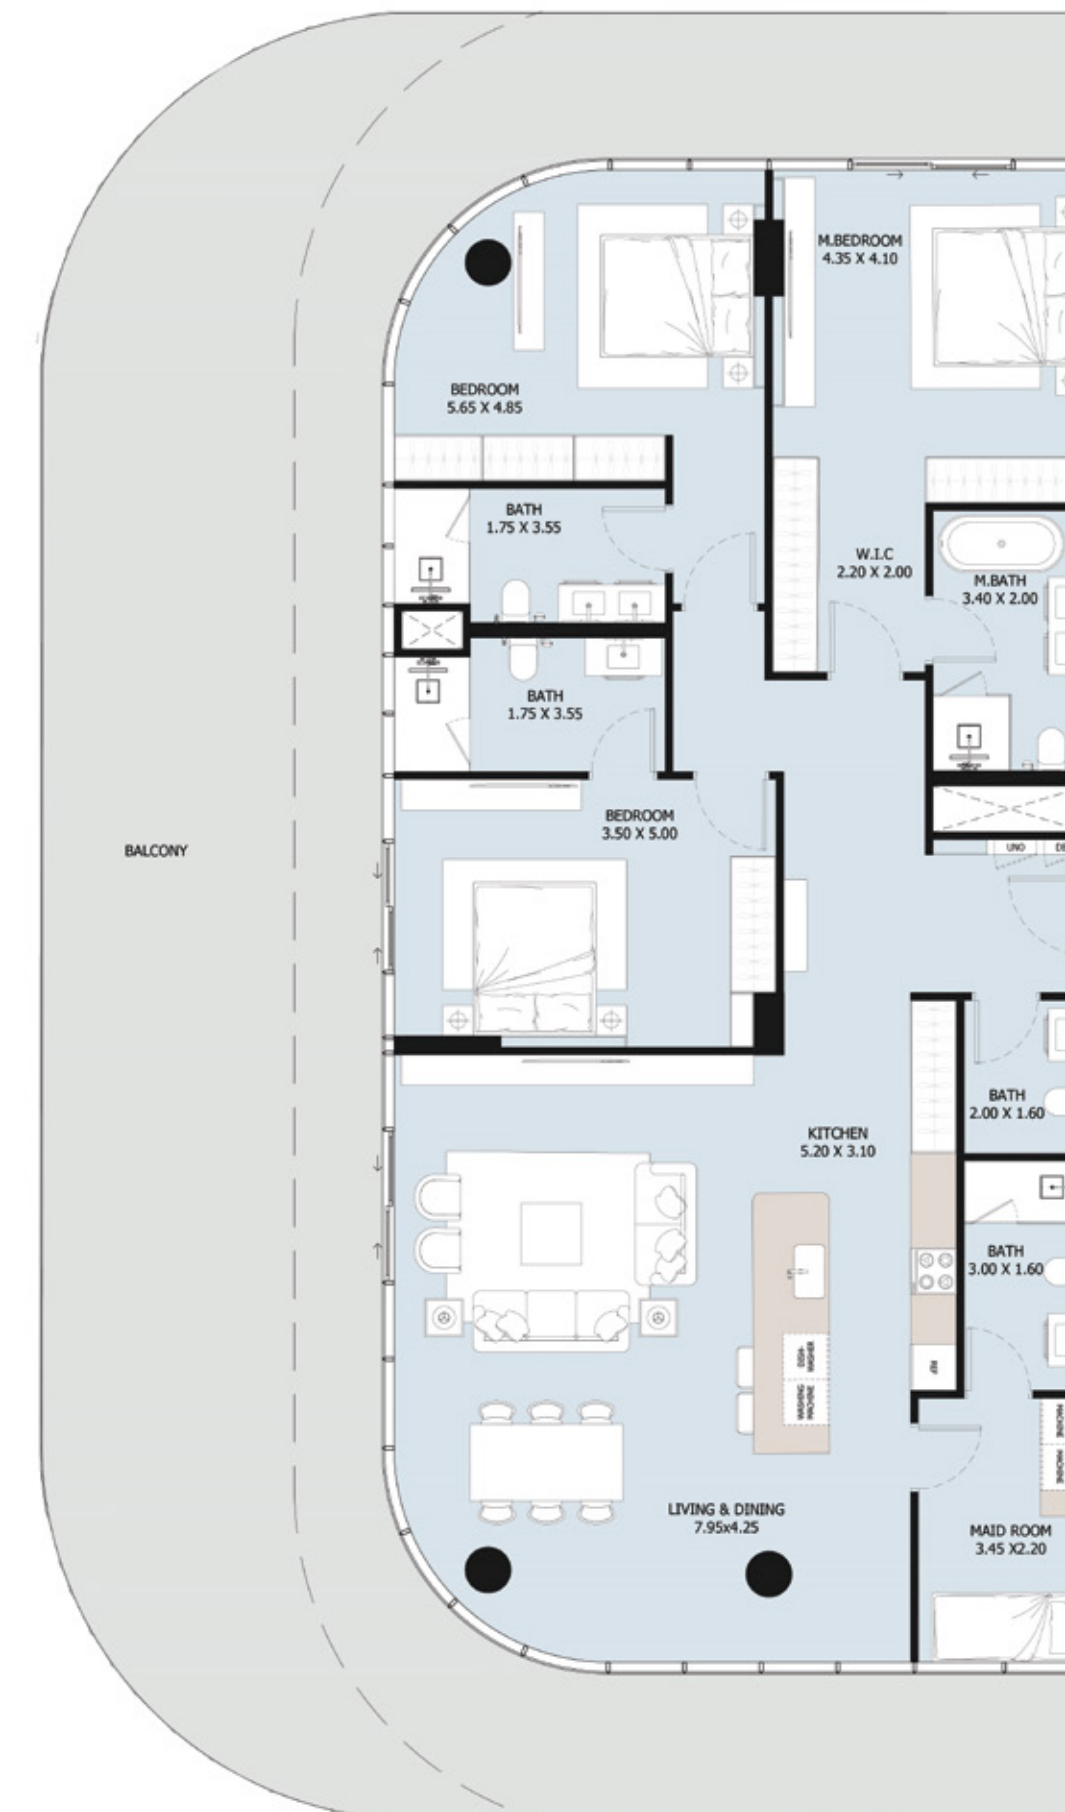 M.BEDROOM
4.35 X 4.10
BEDROOM
5.65 X 4.85
BATH
1.75 X 3.55
W.I.C
2.20 X 2.00
M.BATH
3.40 X 2.00
BATH
1.75 X 3.55
BEDROOM
3.50 X 5.00
BALCONY
UNO
DE
BATH
2.00 X 1.60
KITCHEN
5.20 X 3.10
BATH
3.00 X 1.60
DISH-
WASHER
REF
WASHING
MACHINE
MACHINE
MACHINE
LIVING & DINING
7.95x4.25
MAID ROOM
3.45 X2.20